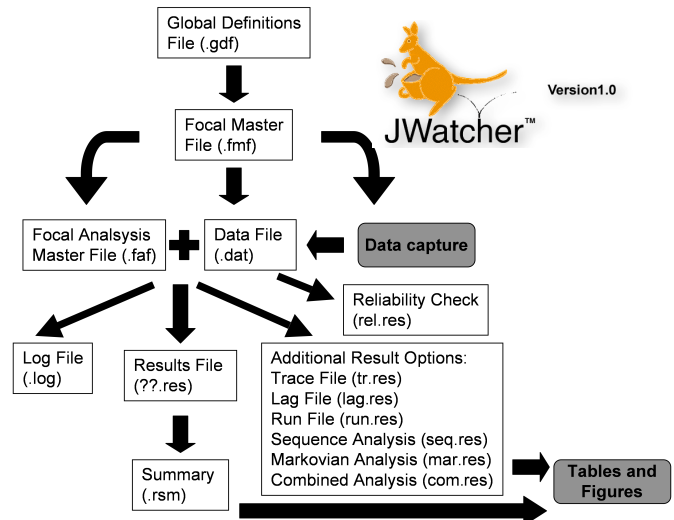 Global Definitions
File (.gdf)
Version1.0
JWatcher™
Focal Master
File (.fmf)
Focal Analsysis
Master File (.faf)
Data File
(.dat)
Data capture
Reliability Check
(rel.res)
Log File
(.log)
Results File
(??.res)
Additional Result Options:
Trace File (tr.res)
Lag File (lag.res)
Run File (run.res)
Sequence Analysis (seq.res)
Markovian Analysis (mar.res)
Combined Analysis (com.res)
Summary
(.rsm)
Tables and
Figures